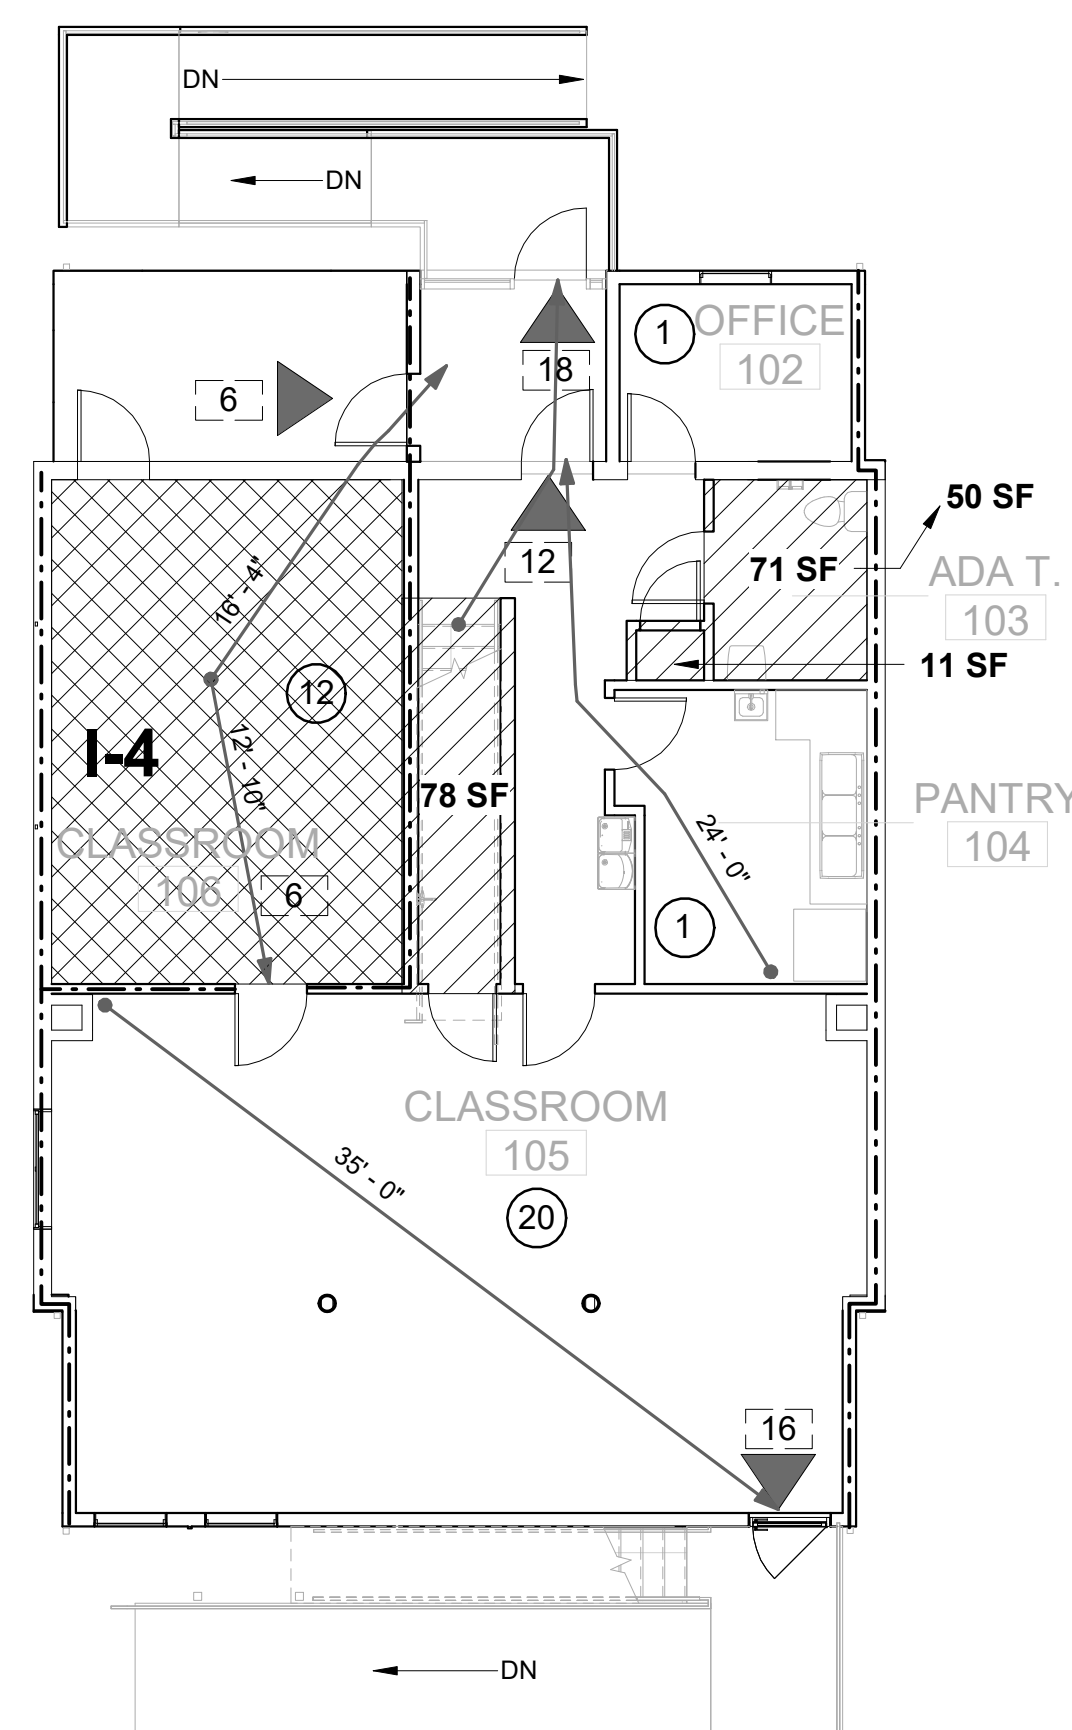 DN
DN
1
OFFICE
102
18
6
50 SF
12
71 SF
ADA T.
103
16' - 4"
11 SF
12
I-4
12' - 10"
78 SF
PANTRY
104
24' - 0"
CLASSROOM
106
6
1
CLASSROOM
105
35' - 0"
20
16
DN